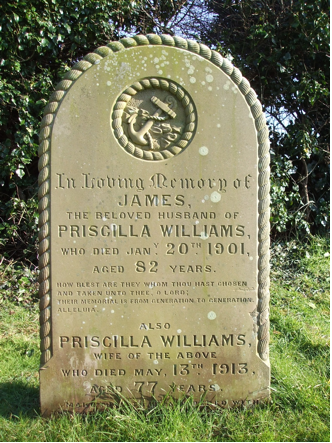 In Loving Memory of
JAMES,
THE BELOVED HUSBAND OF
PRISCILLA WILLIAMS,
WHO DIED JANY. 20TH 1901,
AGED 82 YEARS.
HOW BLEST ARE THEY WHOM THOU HAST CHOSEN
AND TAKEN UNTO THEE, O LORD;
THEIR MEMORIAL IS FROM GENERATION TO GENERATION.
ALLELUIA.
ALSO
PRISCILLA WILLIAMS,
WIFE OF THE ABOVE
WHO DIED MAY, 13TH 1913,
AGED 77 YEARS.